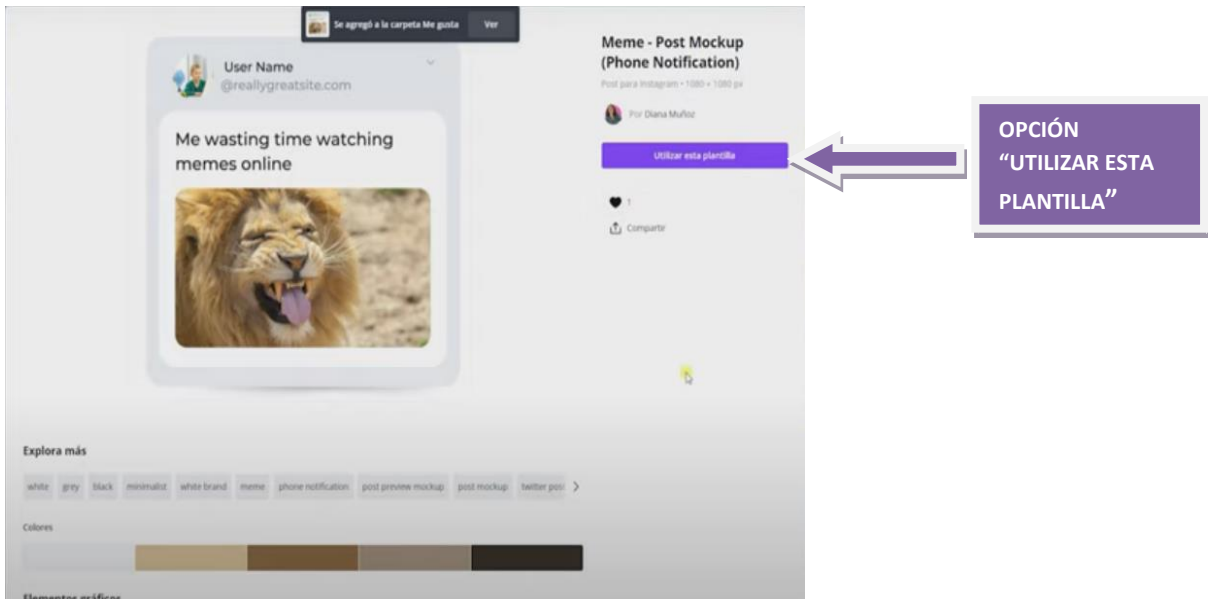 Se agregó a la carpeta Me gusta Ver
User Name
@reallygreatsite.com
Me wasting time watching
memes online
Meme - Post Mockup
(Phone Notification)
Post para Instagram • 1080 × 1080 px
Por Diana Muñoz
Utilizar esta plantilla
1
Compartir
OPCIÓN
“UTILIZAR ESTA
PLANTILLA”
Explora más
white grey black minimalist white brand meme phone notification post preview mockup post mockup twitter post
Colores
Elementos gráficos